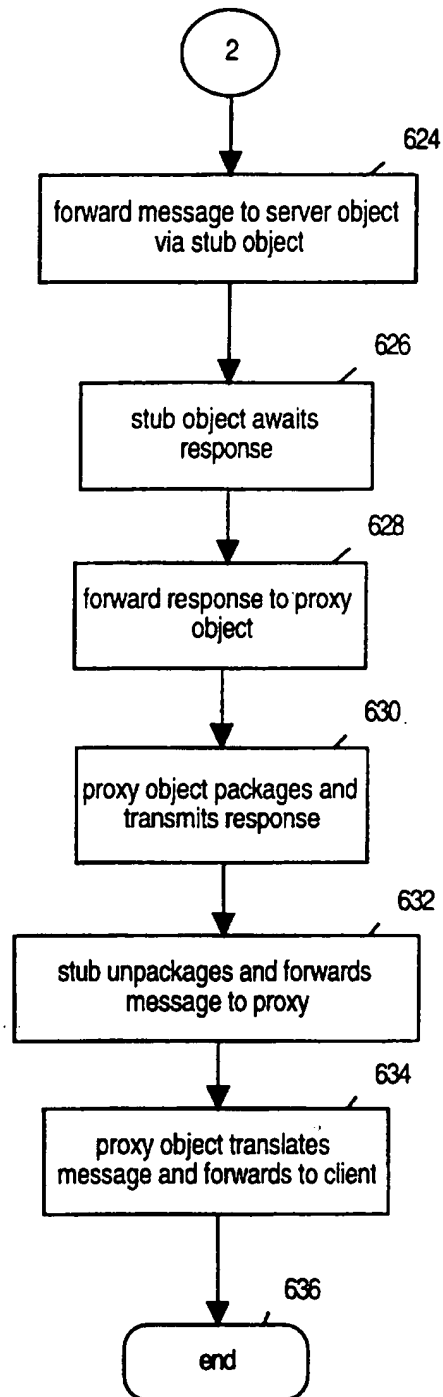 2
624
forward message to server object
via stub object
626
stub object awaits
response
628
forward response to proxy
object
630
proxy object packages and
transmits response
632
stub unpackages and forwards
message to proxy
634
proxy object translates
message and forwards to client
636
end